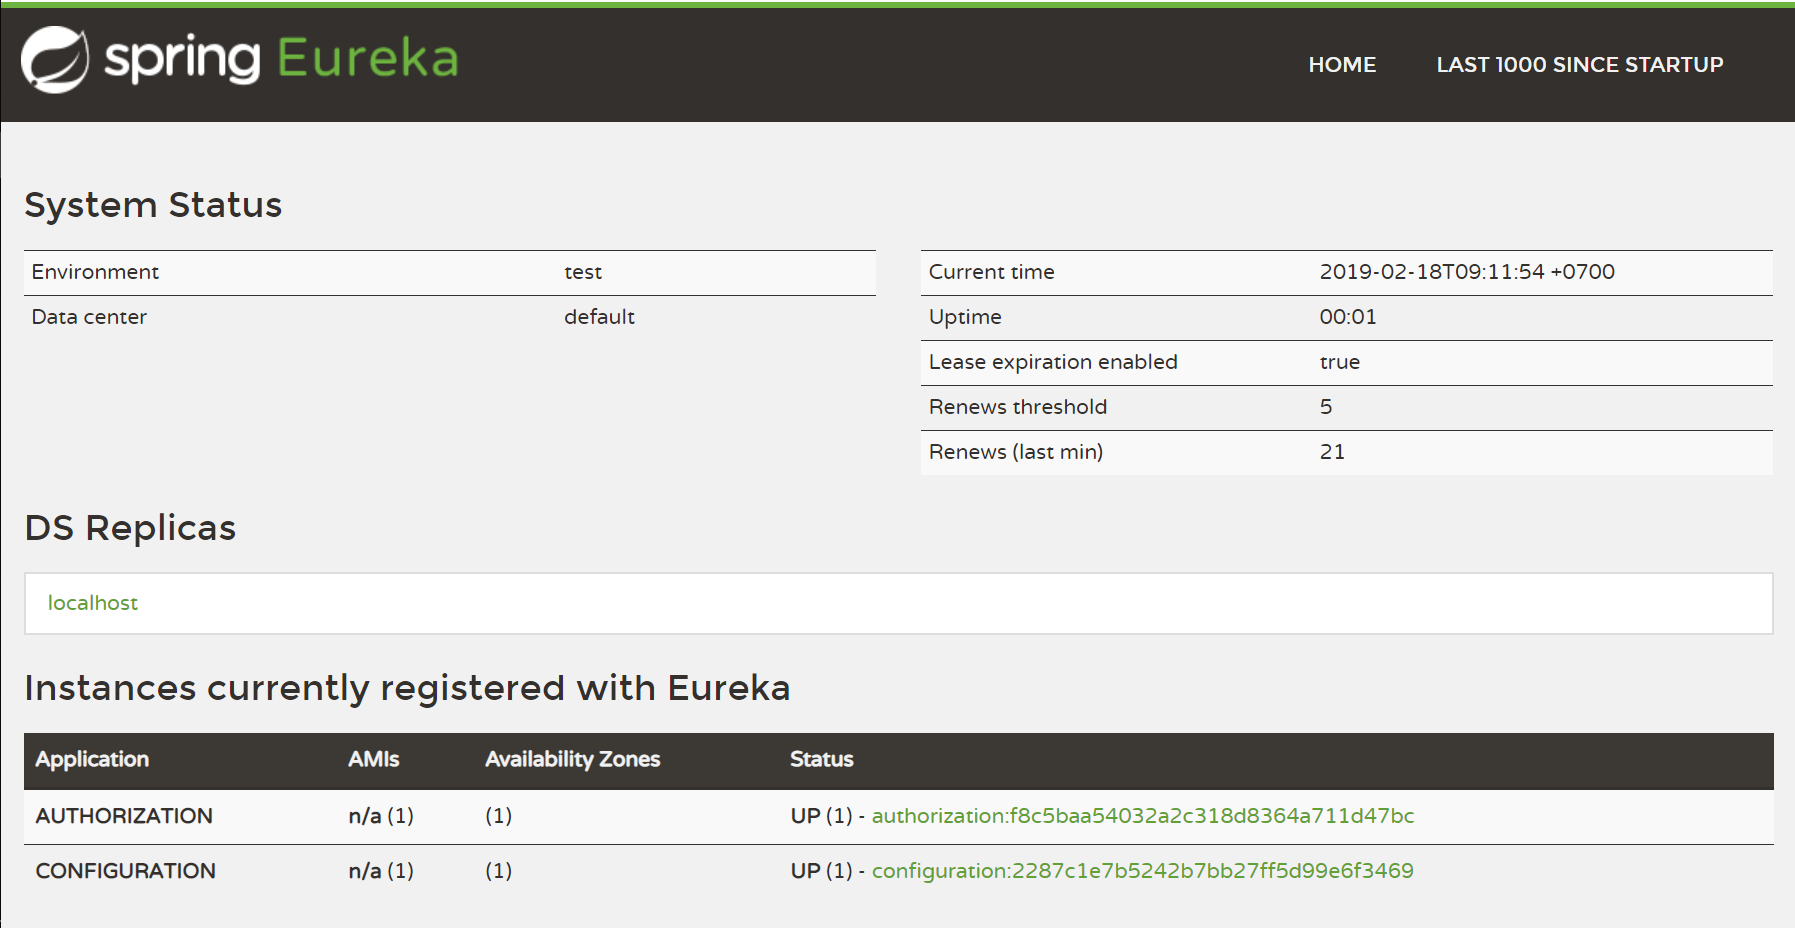 spring Eureka
HOME LAST 1000 SINCE STARTUP
System Status
Environment test
Data center default
Current time 2019-02-18T09:11:54 +0700
Uptime 00:01
Lease expiration enabled true
Renews threshold 5
Renews (last min) 21
DS Replicas
localhost
Instances currently registered with Eureka
Application AMIs Availability Zones Status
AUTHORIZATION n/a (1) (1) UP (1) - authorization:f8c5baa54032a2c318d8364a711d47bc
CONFIGURATION n/a (1) (1) UP (1) - configuration:2287c1e7b5242b7bb27ff5d99e6f3469